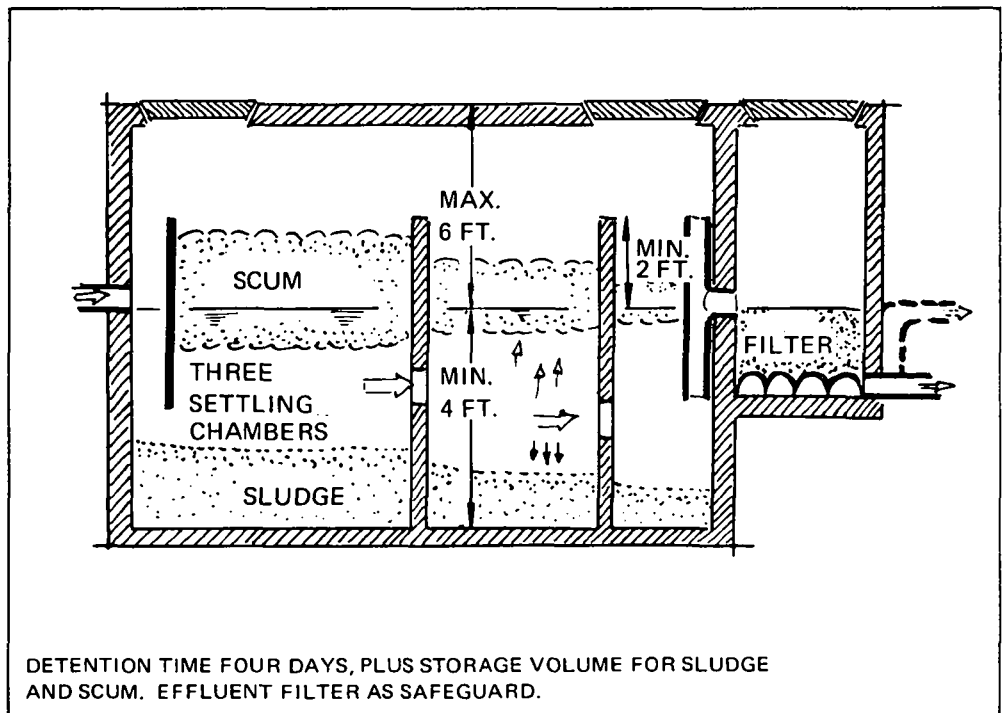 MAX.
6 FT.
MIN.
2 FT.
SCUM
FILTER
THREE
SETTLING
CHAMBERS
MIN.
4 FT.
SLUDGE
DETENTION TIME FOUR DAYS, PLUS STORAGE VOLUME FOR SLUDGE
AND SCUM. EFFLUENT FILTER AS SAFEGUARD.